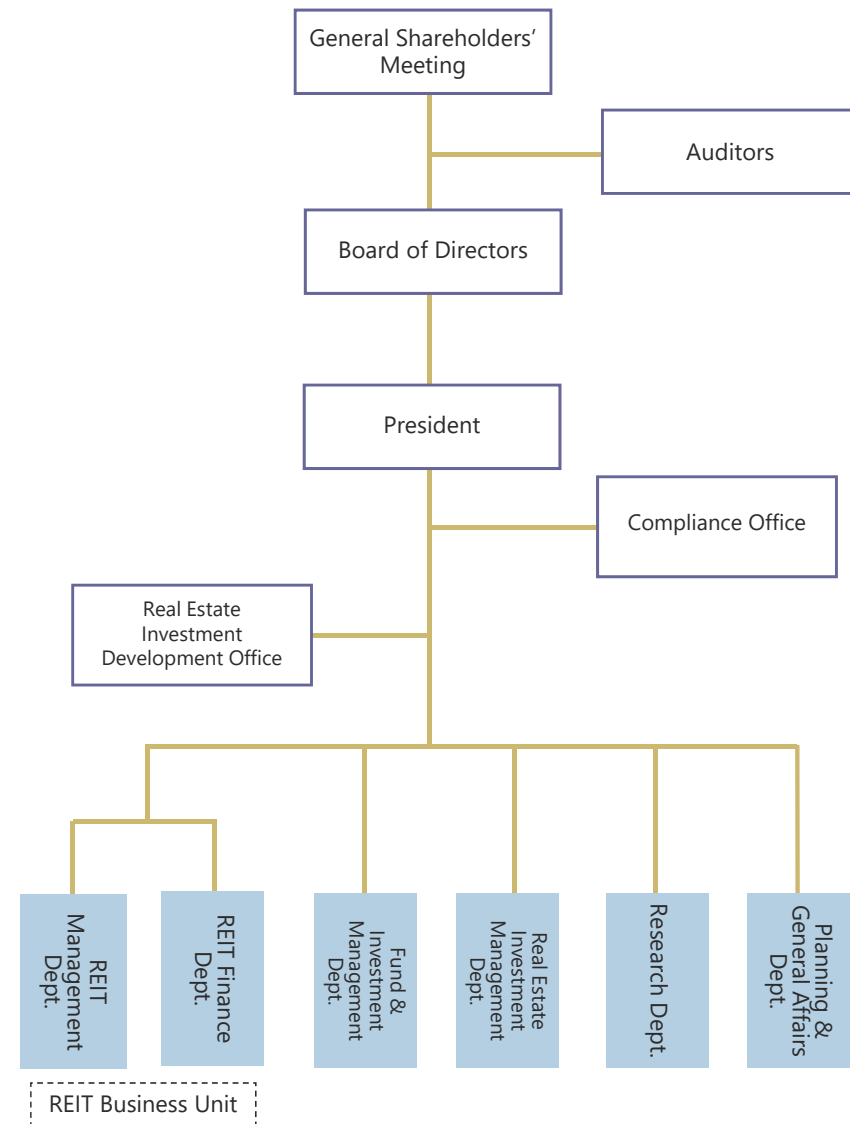 General Shareholders’
Meeting
Auditors
Board of Directors
President
Compliance Office
Real Estate
Investment
Development Office
REIT
Management
Dept.
REIT Finance
Dept.
Fund &
Investment
Management
Dept.
Real Estate
Investment
Management
Dept.
Research Dept.
Planning &
General Affairs
Dept.
REIT Business Unit